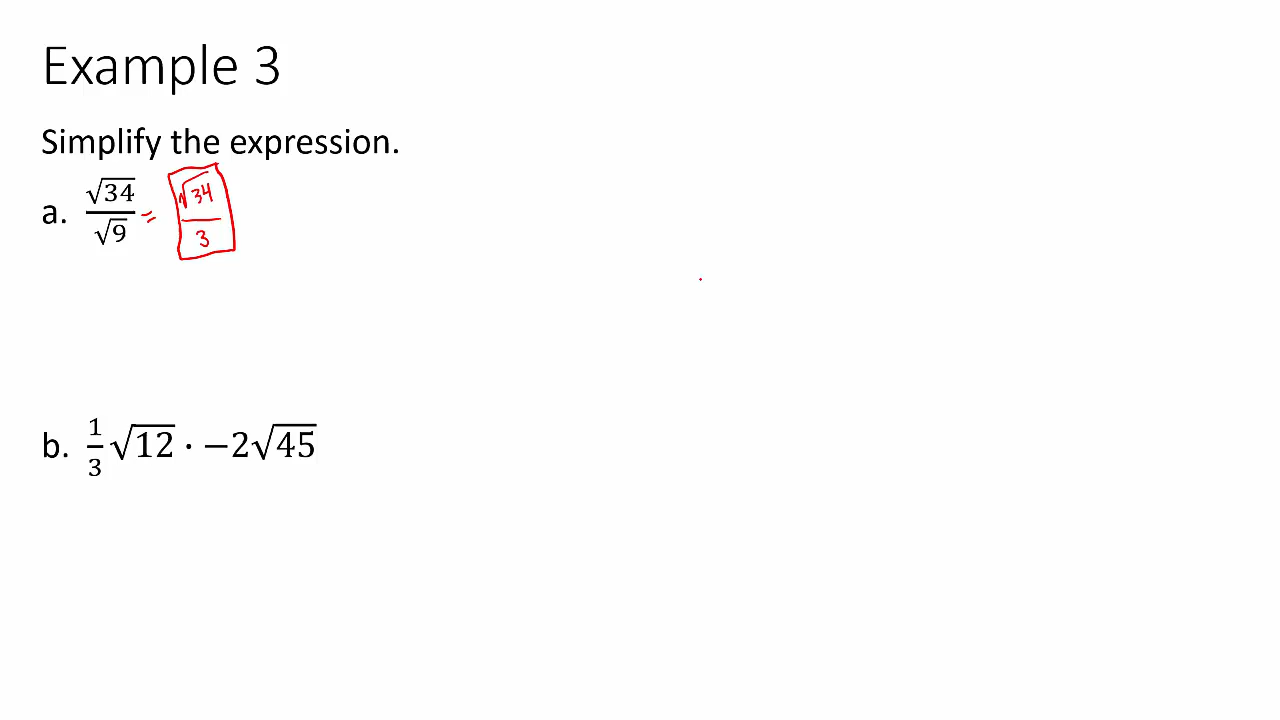 Example 3
Simplify the expression.
a. √34/√9 = √34/3
b. 1/3 √12 · −2√45